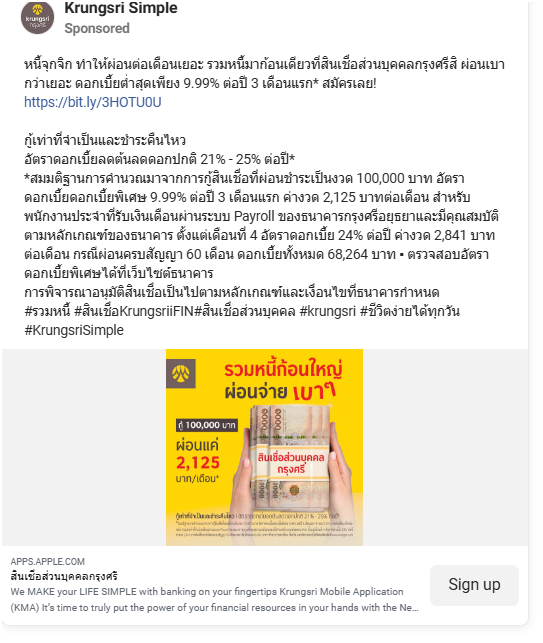 Krungsri Simple
Sponsored
krungsri
กรุงศรี
หนี้จุกจิก ทำให้ผ่อนต่อเดือนเยอะ รวมหนี้มาก้อนเดียวที่สินเชื่อส่วนบุคคลกรุงศรีสิ ผ่อนเบา
กว่าเยอะ ดอกเบี้ยต่ำสุดเพียง 9.99% ต่อปี 3 เดือนแรก* สมัครเลย!
https://bit.ly/3HOTU0U
กู้เท่าที่จำเป็นและชำระคืนไหว
อัตราดอกเบี้ยลดต้นลดดอกปกติ 21% - 25% ต่อปี*
*สมมติฐานการคำนวณมาจากการกู้สินเชื่อที่ผ่อนชำระเป็นงวด 100,000 บาท อัตรา
ดอกเบี้ยดอกเบี้ยพิเศษ 9.99% ต่อปี 3 เดือนแรก ค่างวด 2,125 บาทต่อเดือน สำหรับ
พนักงานประจำที่รับเงินเดือนผ่านระบบ Payroll ของธนาคารกรุงศรีอยุธยาและมีคุณสมบัติ
ตามหลักเกณฑ์ของธนาคาร ตั้งแต่เดือนที่ 4 อัตราดอกเบี้ย 24% ต่อปี ค่างวด 2,841 บาท
ต่อเดือน กรณีผ่อนครบสัญญา 60 เดือน ดอกเบี้ยทั้งหมด 68,264 บาท ▪ ตรวจสอบอัตรา
ดอกเบี้ยพิเศษได้ที่เว็บไซต์ธนาคาร
การพิจารณาอนุมัติสินเชื่อเป็นไปตามหลักเกณฑ์และเงื่อนไขที่ธนาคารกำหนด
#รวมหนี้ #สินเชื่อKrungsriiFIN#สินเชื่อส่วนบุคคล #krungsri #ชีวิตง่ายได้ทุกวัน
#KrungsriSimple
รวมหนี้ก้อนใหญ่
ผ่อนจ่าย เบาๆ
กู้ 100,000 บาท
ผ่อนแค่
2,125
บาท/เดือน*
สินเชื่อส่วนบุคคล
กรุงศรี
กู้เท่าที่จำเป็นและชำระคืนไหว
APPS.APPLE.COM
สินเชื่อส่วนบุคคลกรุงศรี
We MAKE your LIFE SIMPLE with banking on your fingertips Krungsri Mobile Application
(KMA) It's time to truly put the power of your financial resources in your hands with the Ne...
Sign up